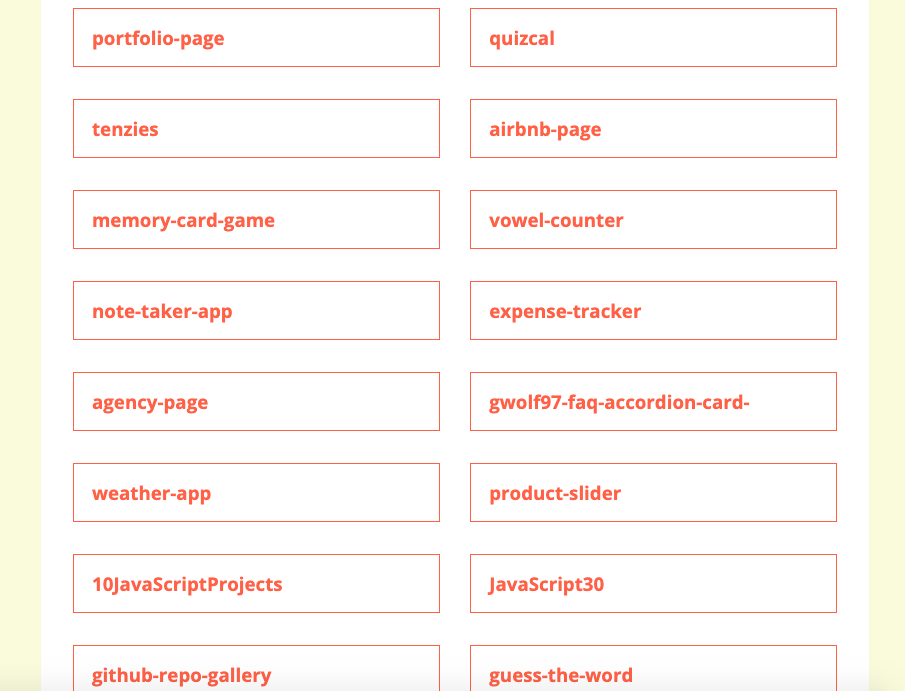 portfolio-page
quizcal
tenzies
airbnb-page
memory-card-game
vowel-counter
note-taker-app
expense-tracker
agency-page
gwolf97-faq-accordion-card-
weather-app
product-slider
10JavaScriptProjects
JavaScript30
github-repo-gallery
guess-the-word